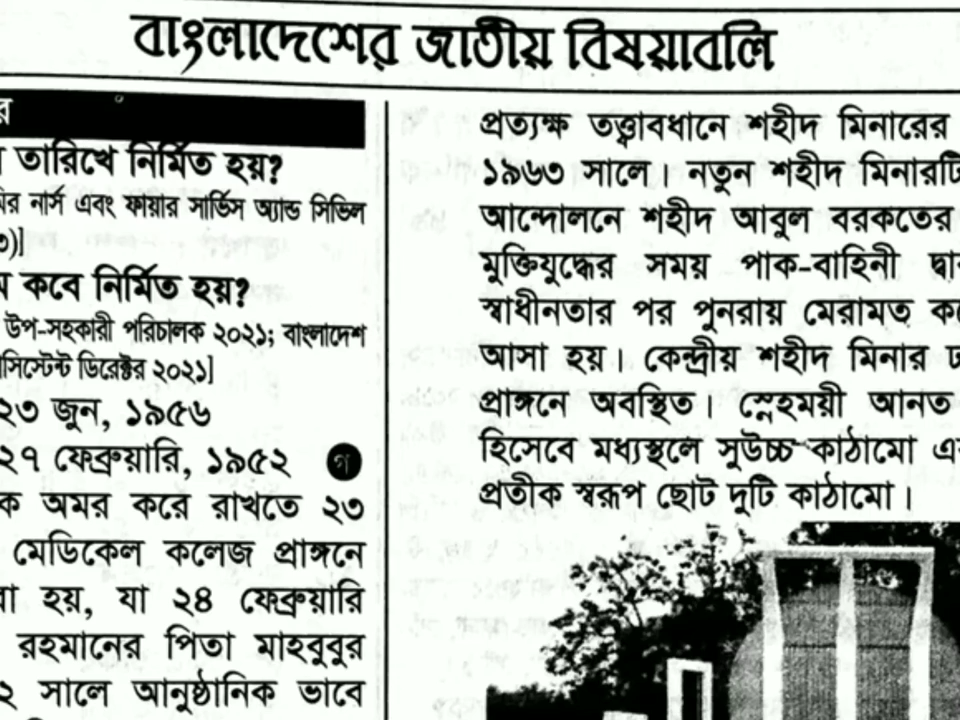 বাংলাদেশের জাতীয় বিষয়াবলি
তারিখে নির্মিত হয়?
নার্স এবং ফায়ার সার্ভিস অ্যান্ড সিভিল
কবে নির্মিত হয়?
উপ-সহকারী পরিচালক ২০২১; বাংলাদেশ
ডিরেক্টর ২০২১]
২৩ জুন, ১৯৫৬
২৭ ফেব্রুয়ারি, ১৯৫২ গ
অমর করে রাখতে ২৩
মেডিকেল কলেজ প্রাঙ্গনে
হয়, যা ২৪ ফেব্রুয়ারি
রহমানের পিতা মাহবুবুর
সালে আনুষ্ঠানিক ভাবে
প্রত্যক্ষ তত্ত্বাবধানে শহীদ মিনারের
১৯৬৩ সালে। নতুন শহীদ মিনারটি
আন্দোলনে শহীদ আবুল বরকতের
মুক্তিযুদ্ধের সময় পাক-বাহিনী
স্বাধীনতার পর পুনরায় মেরামত
আসা হয়। কেন্দ্রীয় শহীদ মিনার
প্রাঙ্গনে অবস্থিত। স্নেহময়ী আনত
হিসেবে মধ্যস্থলে সুউচ্চ কাঠামো
প্রতীক স্বরূপ ছোট দুটি কাঠামো।